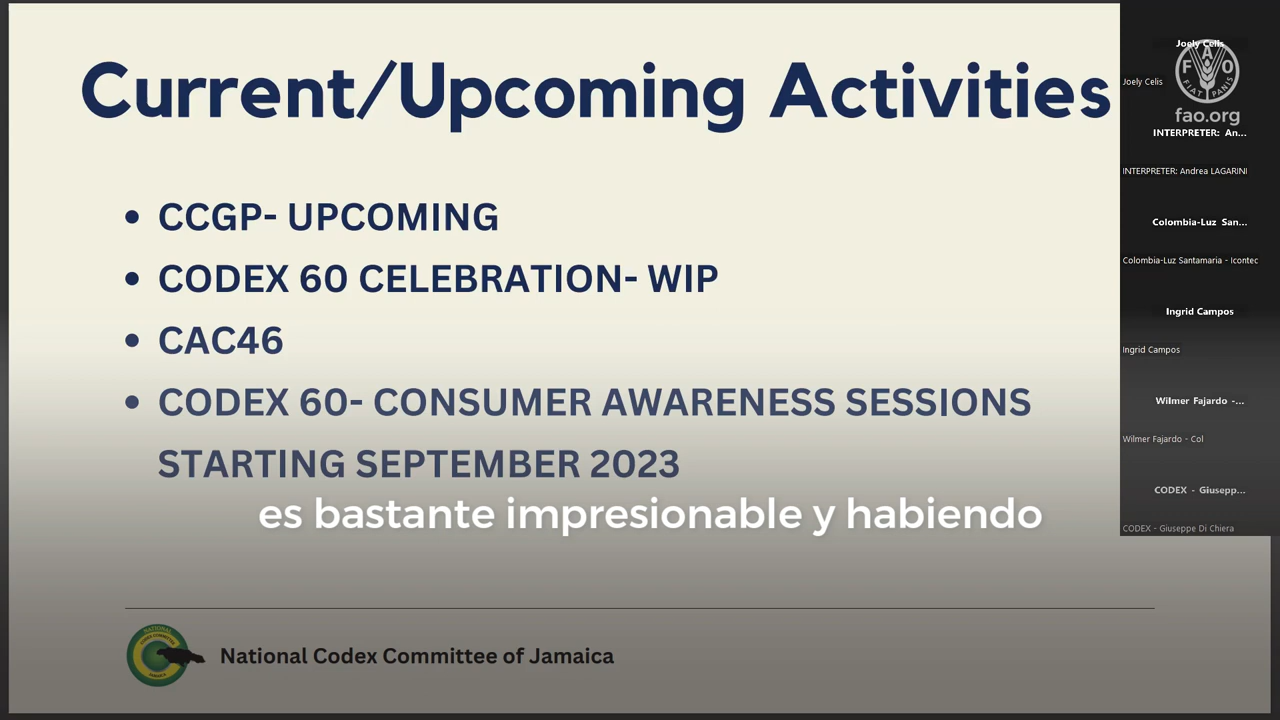 Current/Upcoming Activities
• CCGP- UPCOMING
• CODEX 60 CELEBRATION- WIP
• CAC46
• CODEX 60- CONSUMER AWARENESS SESSIONS
STARTING SEPTEMBER 2023
es bastante impresionable y habiendo
National Codex Committee of Jamaica
Joely Celis
Joely Celis
FAO
FIAT PANIS
fao.org
INTERPRETER: An...
INTERPRETER: Andrea LAGARINI
Colombia-Luz San...
Colombia-Luz Santamaria - Icontec
Ingrid Campos
Ingrid Campos
Wilmer Fajardo -...
Wilmer Fajardo - Col
CODEX - Giusepp...
CODEX - Giuseppe Di Chiera